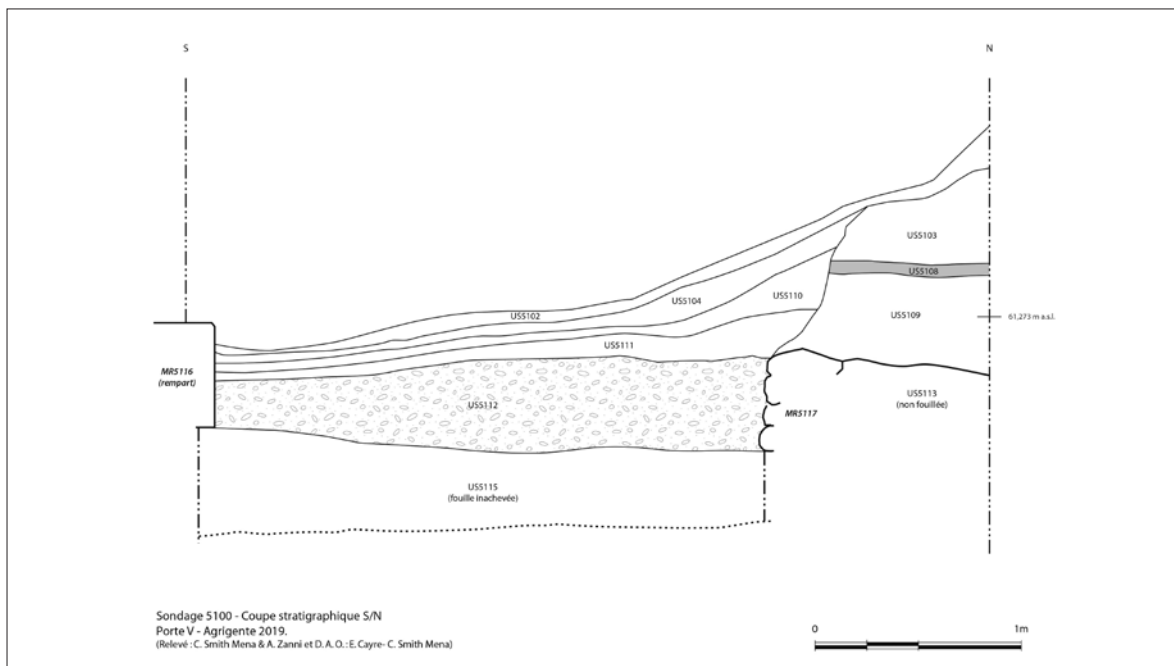 S
N
US5103
US5108
US5104
US5110
US5102
US5109
61,273 m a.s.l.
US5111
MR5116
(rempart)
US5113
(non fouillée)
US5112
MR5117
US5115
(fouille inachevée)
Sondage 5100 - Coupe stratigraphique S/N
Porte V - Agrigente 2019.
(Relevé : C. Smith Mena & A. Zanni et D. A. O. : E. Cayre- C. Smith Mena)
0
1m